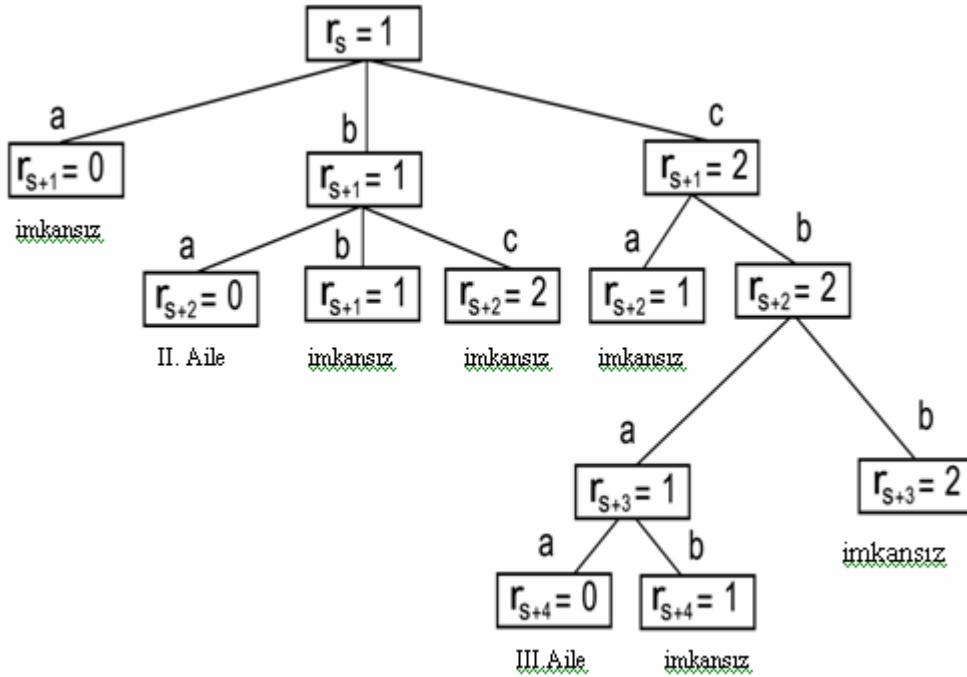 r_s = 1
a
b
c
r_{s+1} = 0
r_{s+1} = 1
r_{s+1} = 2
imkansız
a
b
c
a
b
r_{s+2} = 0
r_{s+1} = 1
r_{s+2} = 2
r_{s+2} = 1
r_{s+2} = 2
II. Aile
imkansız
imkansız
imkansız
a
b
r_{s+3} = 1
r_{s+3} = 2
a
b
imkansız
r_{s+4} = 0
r_{s+4} = 1
III.Aile
imkansız